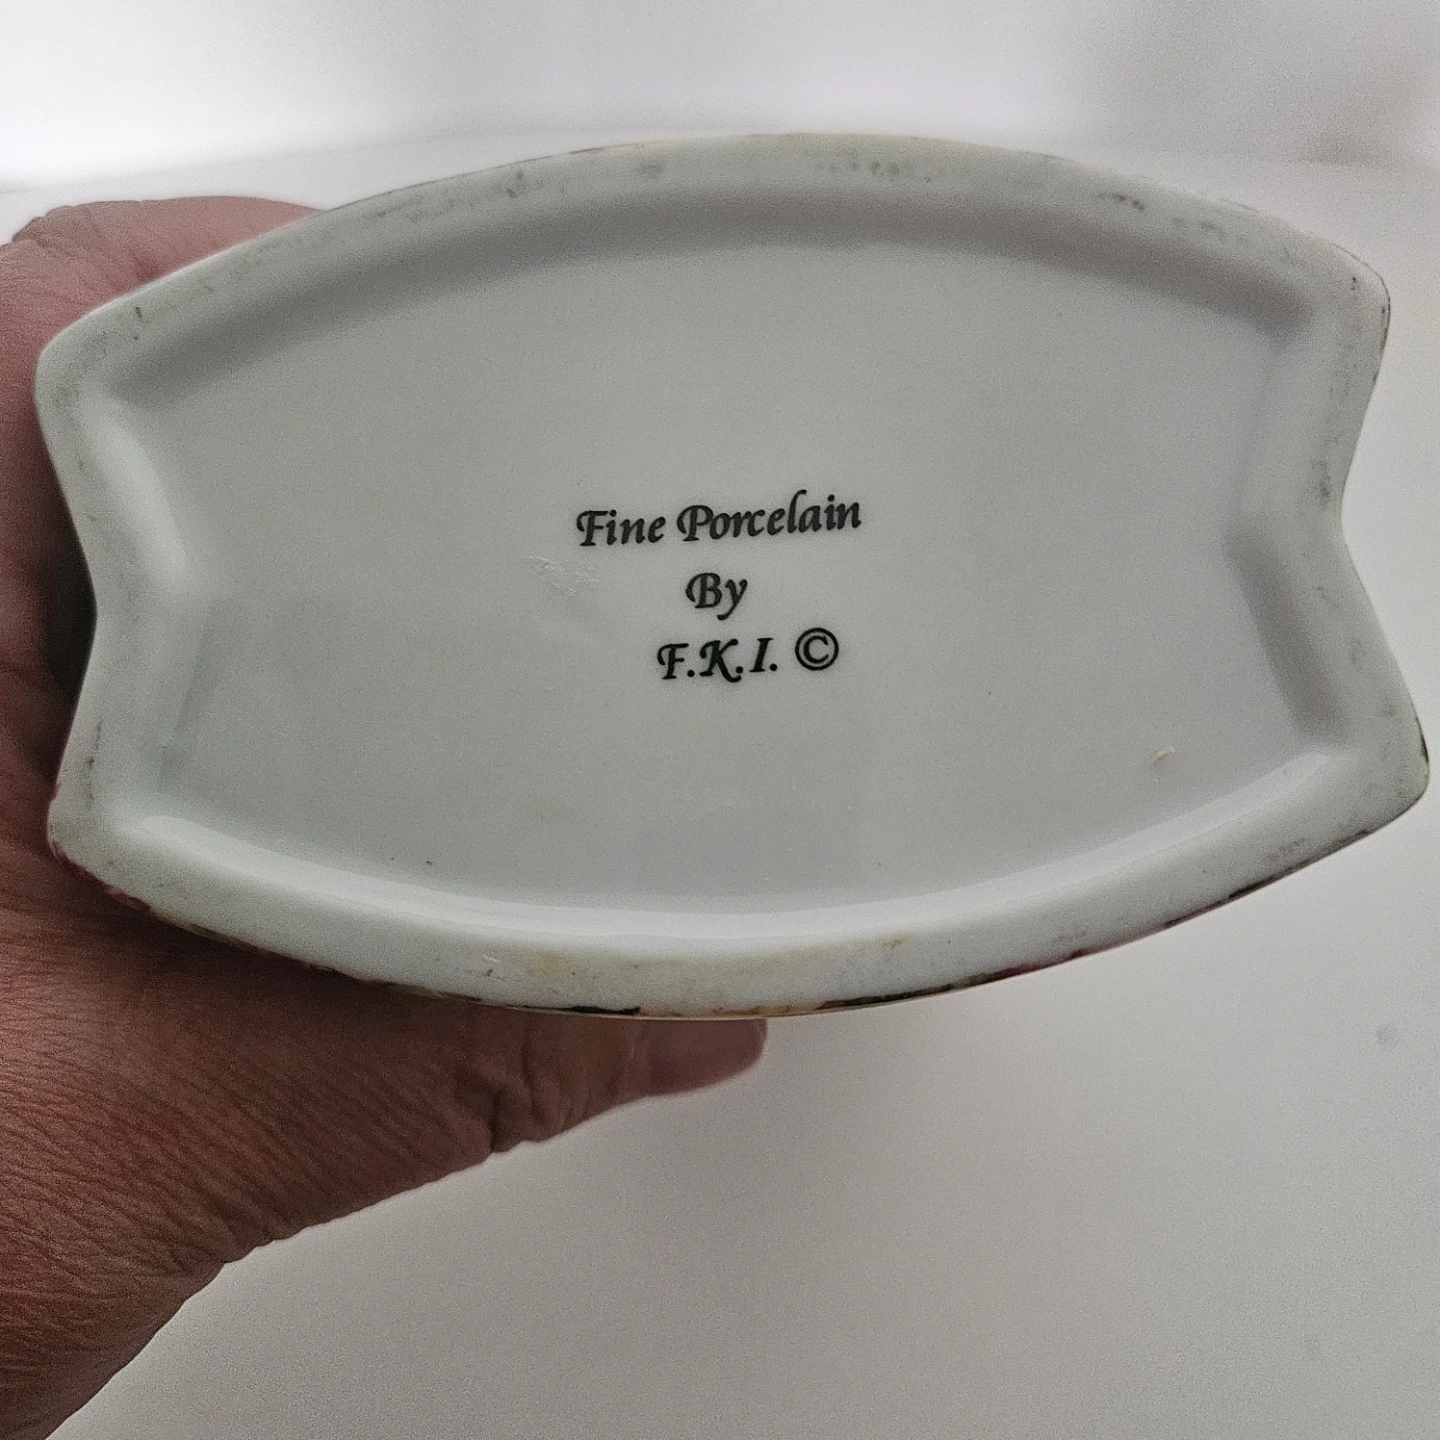 Fine Porcelain
By
F.K.I. ©